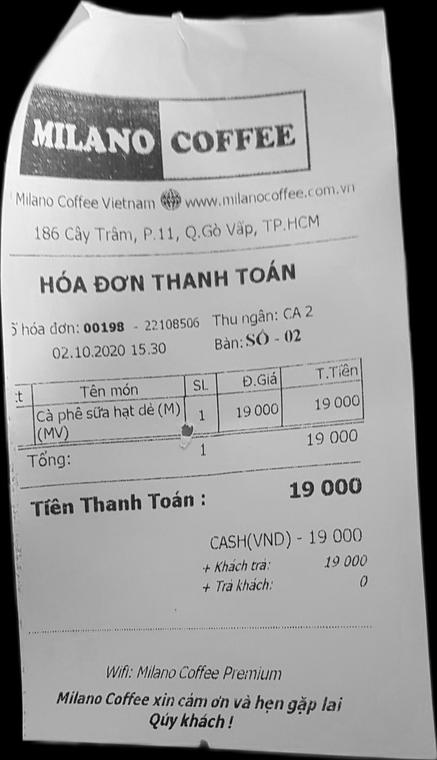 MILANO COFFEE
Milano Coffee Vietnam www.milanocoffee.com.vn
186 Cây Trâm, P.11, Q.Gò Vấp, TP.HCM
HÓA ĐƠN THANH TOÁN
hóa đơn: 00198 - 22108506 Thu ngân: CA 2
02.10.2020 15.30 Bàn: SỐ - 02
Tên món SL Đ.Giá T.Tiền
Cà phê sữa hạt dẻ (M) 1 19 000 19 000
(MV)
Tổng: 1 19 000
Tiền Thanh Toán : 19 000
CASH(VND) - 19 000
+ Khách trả: 19 000
+ Trả khách: 0
Wifi: Milano Coffee Premium
Milano Coffee xin cảm ơn và hẹn gặp lai
Qúy khách !